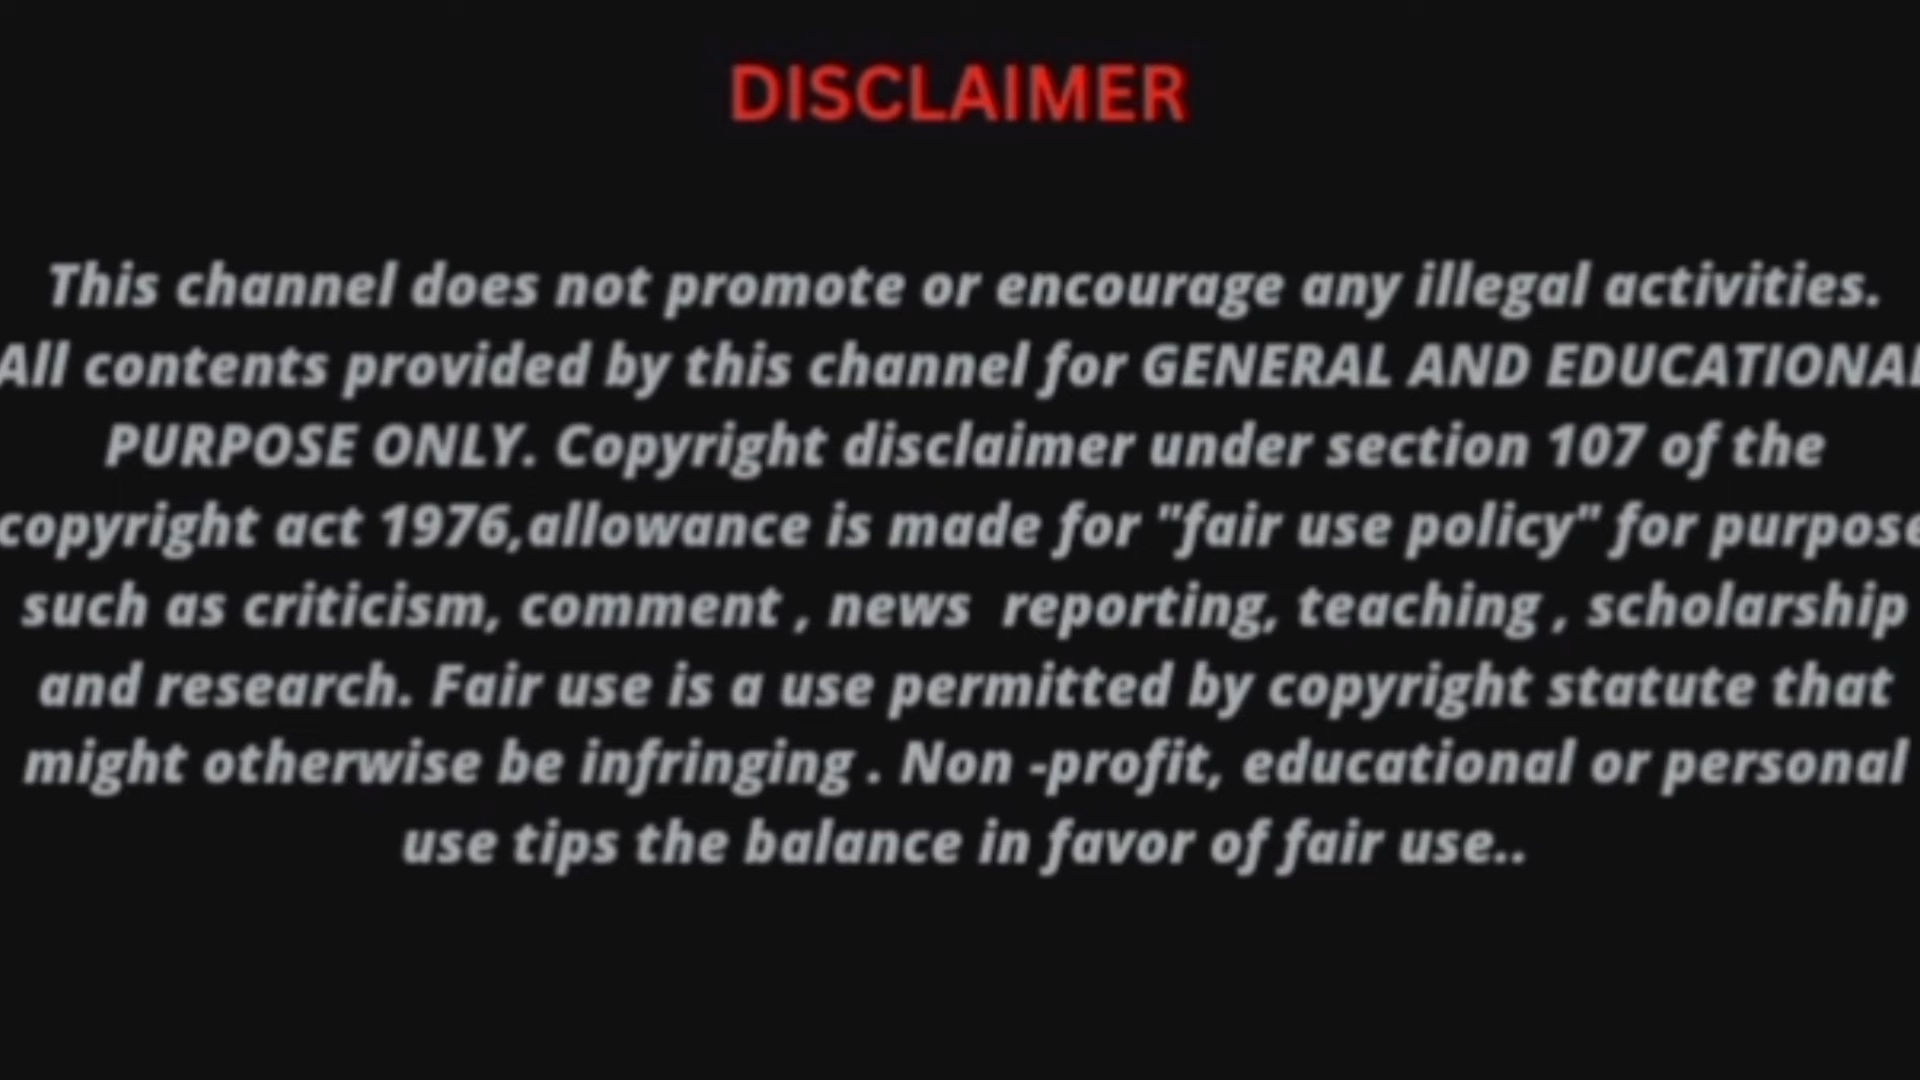 DISCLAIMER
This channel does not promote or encourage any illegal activities.
All contents provided by this channel for GENERAL AND EDUCATIONAL
PURPOSE ONLY. Copyright disclaimer under section 107 of the
copyright act 1976,allowance is made for "fair use policy" for purpose
such as criticism, comment , news  reporting, teaching , scholarship
and research. Fair use is a use permitted by copyright statute that
might otherwise be infringing . Non -profit, educational or personal
use tips the balance in favor of fair use..